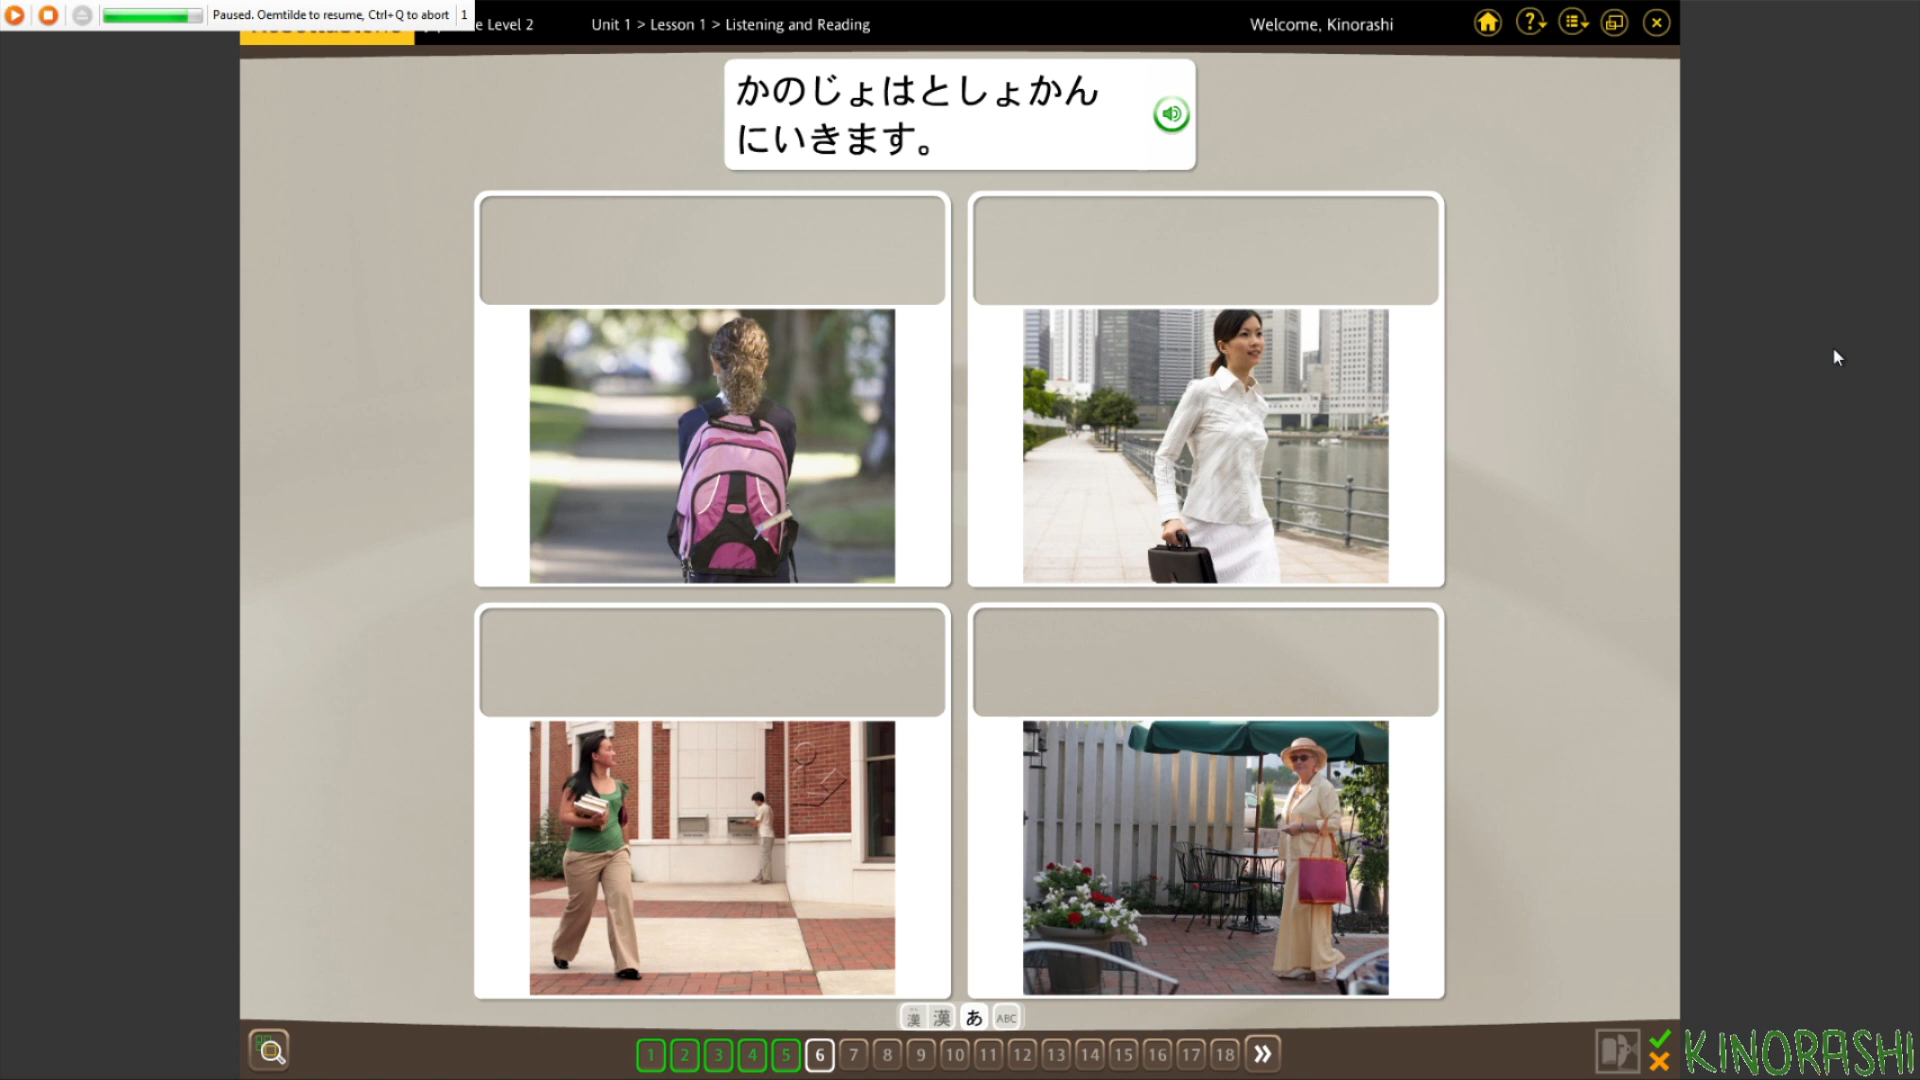 Paused. Oemtilde to resume, Ctrl+Q to abort
1
e Level 2
Unit 1 > Lesson 1 > Listening and Reading
Welcome, Kinorashi
かのじょはとしょかん
にいきます。
漢 漢 あ ABC
1 2 3 4 5 6 7 8 9 10 11 12 13 14 15 16 17 18
KINORASHI